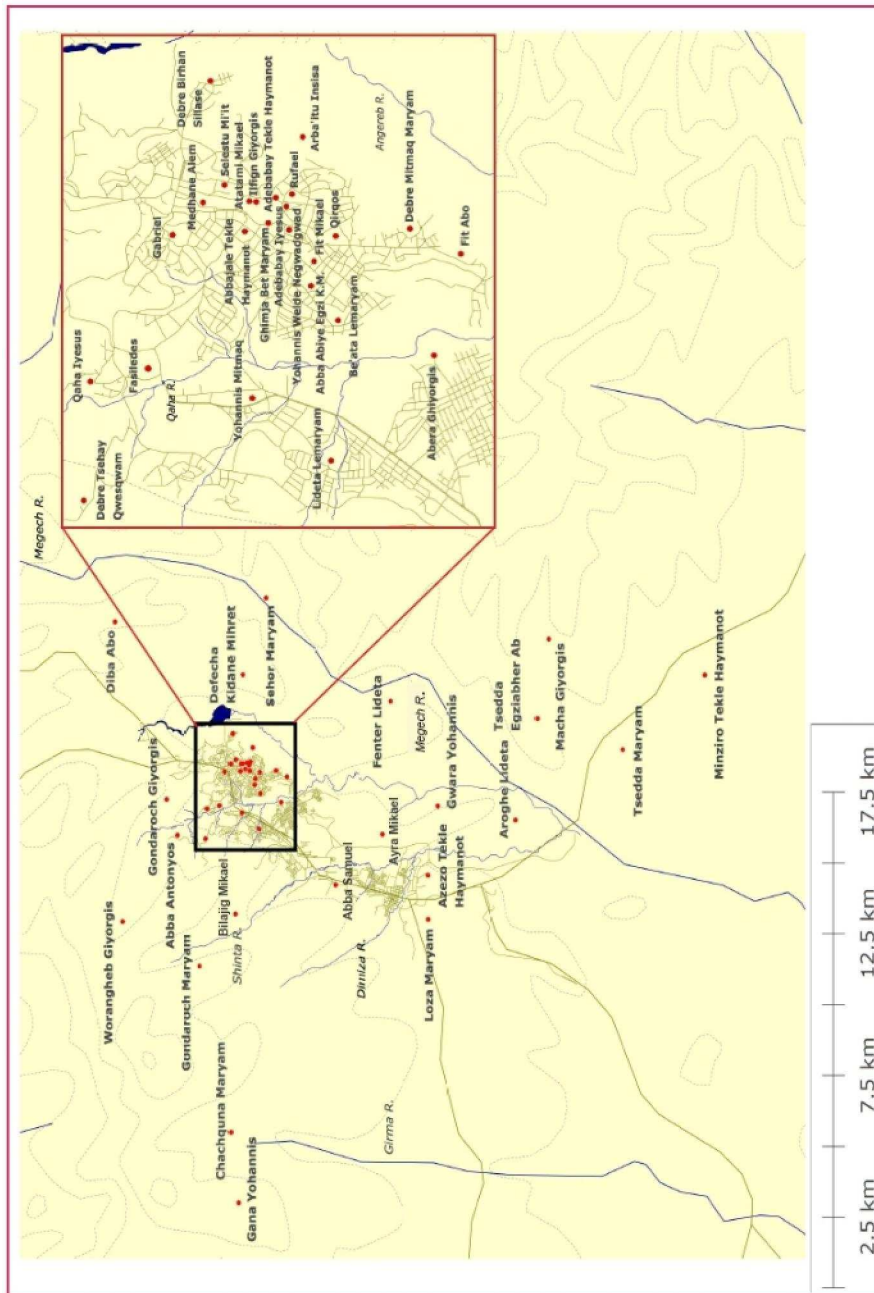 Megech R.
Qaha Iyesus
Debre Tsehay
Qwesqwam
Fasiledes
Qaha R.
Gabriel
Medhane Alem
Debre Birhan
Sillase
Selestu Mi'it
Atatami Mikael
Ilfign Giyorgis
Adebabay Tekle Haymanot
Abbajale Tekle
Haymanot
Ghimja Bet Maryam
Adebabay Iyesus
Rufael
Arba'itu Insisa
Yohannis Mitmaq
Yohannis Welde Negwadgwad
Fit Mikael
Abba Abiye Egzi K.M.
Qirqos
Be'ata Lemaryam
Lideta Lemaryam
Angereb R.
Debre Mitmaq Maryam
Fit Abo
Abera Ghiyorgis
Diba Abo
Defecha
Kidane Mihret
Sehor Maryam
Gondaroch Giyorgis
Abba Antonyos
Worangheb Giyorgis
Gondaroch Maryam
Bilajig Mikael
Shinta R.
Chachquna Maryam
Gana Yohannis
Girma R.
Dimiza R.
Abba Samuel
Ayra Mikael
Fenter Lideta
Megech R.
Gwara Yohannis
Azezo Tekle
Haymanot
Loza Maryam
Aroghe Lideta
Tsedda
Egziabher Ab
Macha Giyorgis
Tsedda Maryam
Minziro Tekle Haymanot
2.5 km
7.5 km
12.5 km
17.5 km